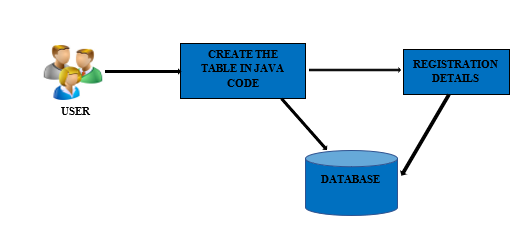 USER
CREATE THE
TABLE IN JAVA
CODE
REGISTRATION
DETAILS
DATABASE